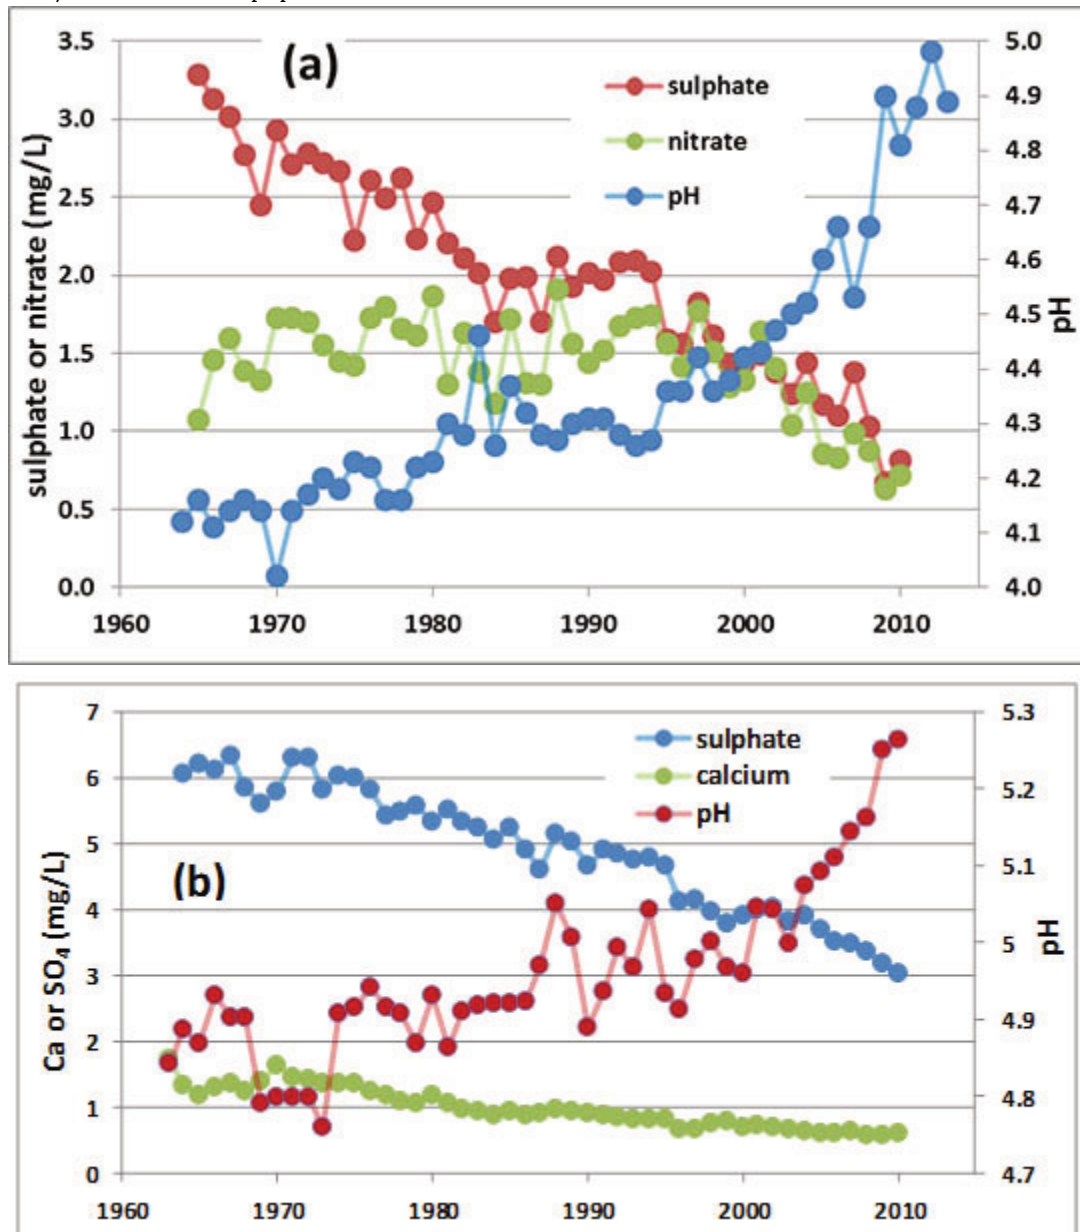 (a)
sulphate
nitrate
pH
sulphate or nitrate (mg/L)
3.5
3.0
2.5
2.0
1.5
1.0
0.5
0.0
5.0
4.9
4.8
4.7
4.6
4.5
4.4
4.3
4.2
4.1
4.0
pH
1960 1970 1980 1990 2000 2010
(b)
sulphate
calcium
pH
Ca or SO₄ (mg/L)
7
6
5
4
3
2
1
0
5.3
5.2
5.1
5
4.9
4.8
4.7
pH
1960 1970 1980 1990 2000 2010